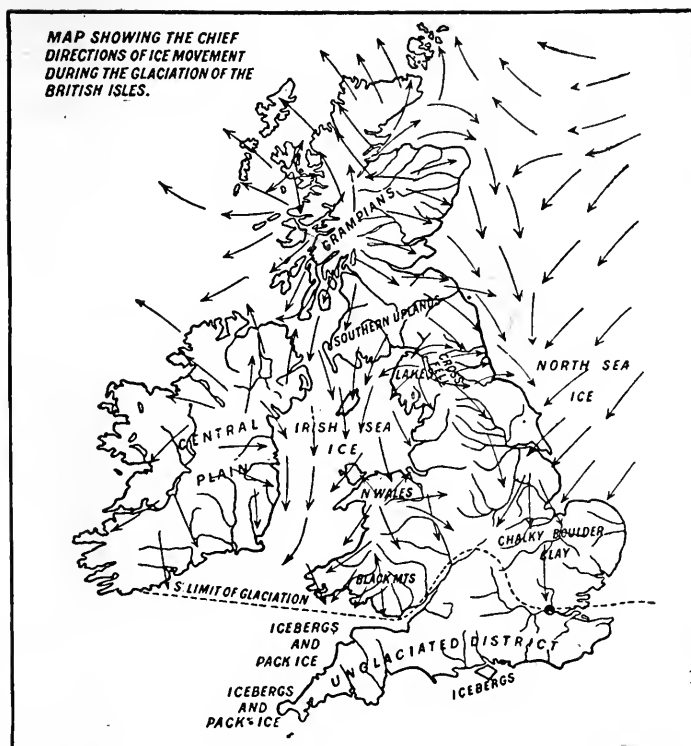 MAP SHOWING THE CHIEF
DIRECTIONS OF ICE MOVEMENT
DURING THE GLACIATION OF THE
BRITISH ISLES.
GRAMPIANS
SOUTHERN UPLANDS
CROSS
FELL
LAKES
NORTH SEA
ICE
IRISH SEA
ICE
CENTRAL
PLAIN
N WALES
CHALKY BOULDER
CLAY
BLACK MTS
S. LIMIT OF GLACIATION
ICEBERGS
AND
PACK ICE
UNGLACIATED DISTRICT
ICEBERGS
ICEBERGS
AND
PACK ICE